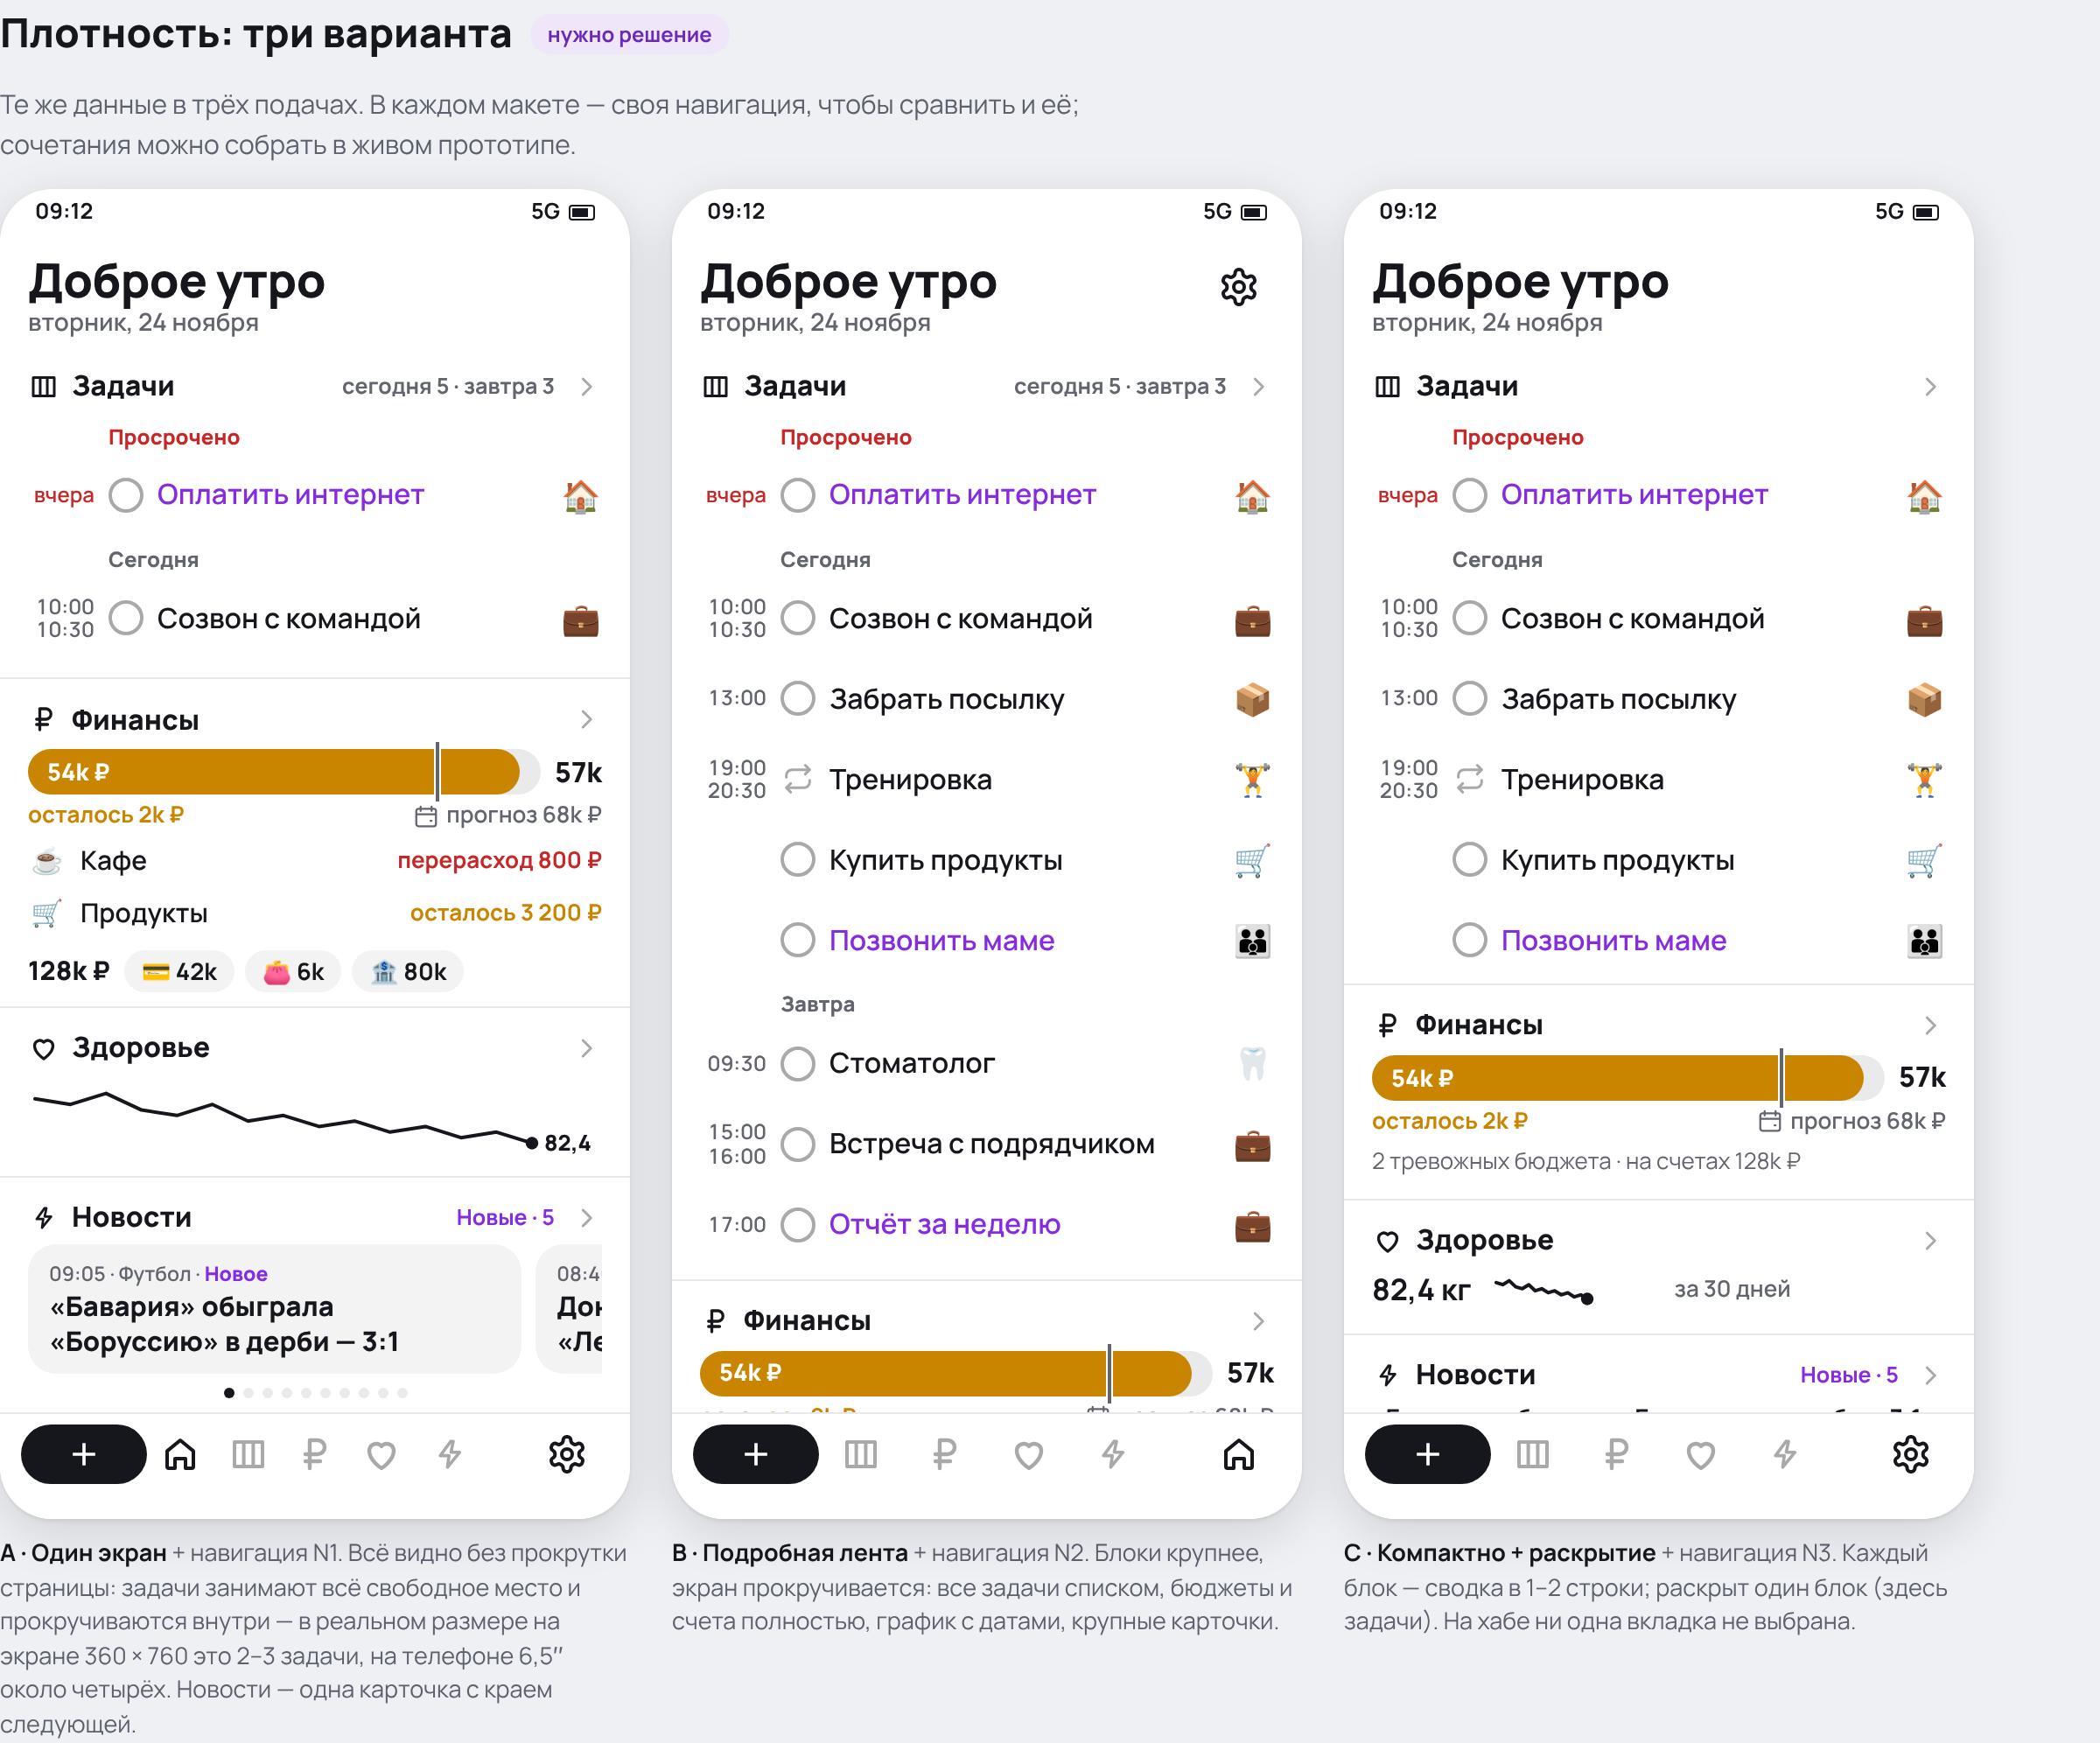 Плотность: три варианта нужно решение
Те же данные в трёх подачах. В каждом макете — своя навигация, чтобы сравнить и её;
сочетания можно собрать в живом прототипе.
09:12 5G
Доброе утро
вторник, 24 ноября
Задачи сегодня 5 · завтра 3
Просрочено
вчера Оплатить интернет
Сегодня
10:00
10:30
Созвон с командой
Финансы
54k ₽ 57k
осталось 2k ₽ прогноз 68k ₽
Кафе перерасход 800 ₽
Продукты осталось 3 200 ₽
128k ₽ 42k 6k 80k
Здоровье
82,4
Новости Новые · 5
09:05 · Футбол · Новое
«Бавария» обыграла
«Боруссию» в дерби — 3:1
08:4
«Ле
A · Один экран + навигация N1. Всё видно без прокрутки
страницы: задачи занимают всё свободное место и
прокручиваются внутри — в реальном размере на
экране 360 × 760 это 2–3 задачи, на телефоне 6,5″
около четырёх. Новости — одна карточка с краем
следующей.
09:12 5G
Доброе утро
вторник, 24 ноября
Задачи сегодня 5 · завтра 3
Просрочено
вчера Оплатить интернет
Сегодня
10:00
10:30
Созвон с командой
13:00 Забрать посылку
19:00
20:30
Тренировка
Купить продукты
Позвонить маме
Завтра
09:30 Стоматолог
15:00
16:00
Встреча с подрядчиком
17:00 Отчёт за неделю
Финансы
54k ₽ 57k
B · Подробная лента + навигация N2. Блоки крупнее,
экран прокручивается: все задачи списком, бюджеты и
счета полностью, график с датами, крупные карточки.
09:12 5G
Доброе утро
вторник, 24 ноября
Задачи
Просрочено
вчера Оплатить интернет
Сегодня
10:00
10:30
Созвон с командой
13:00 Забрать посылку
19:00
20:30
Тренировка
Купить продукты
Позвонить маме
Финансы
54k ₽ 57k
осталось 2k ₽ прогноз 68k ₽
2 тревожных бюджета · на счетах 128k ₽
Здоровье
82,4 кг за 30 дней
Новости Новые · 5
C · Компактно + раскрытие + навигация N3. Каждый
блок — сводка в 1–2 строки; раскрыт один блок (здесь
задачи). На хабе ни одна вкладка не выбрана.